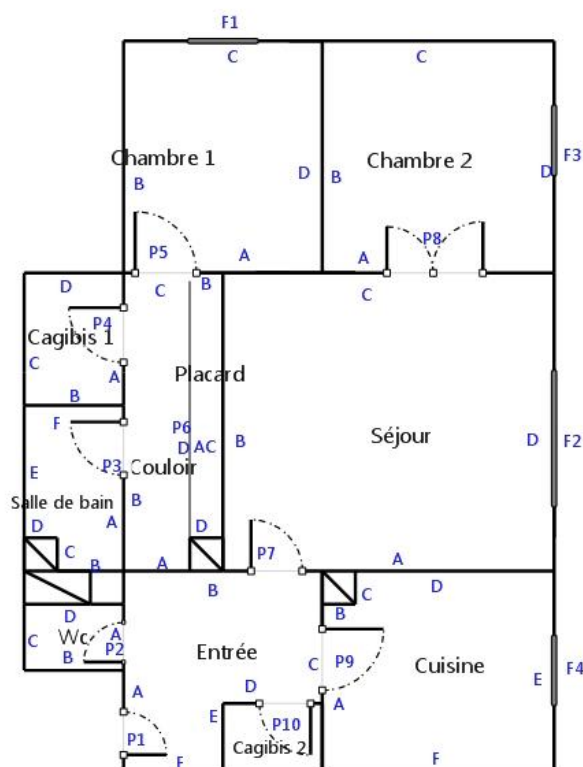 F1
C
C
Chambre 1
D
B
Chambre 2
F3
D
B
P5
A
A
P8
C
B
C
D
P4
Cagibis 1
C
A
Placard
B
F
P6
D
AC
B
Séjour
D
F2
P3
Couloir
E
B
Salle de bain
A
D
C
B
A
D
P7
A
B
C
D
B
D
Wc
A
C
B
P2
Entrée
C
P9
Cuisine
F4
E
A
D
A
E
P1
P10
Cagibis 2
F
F